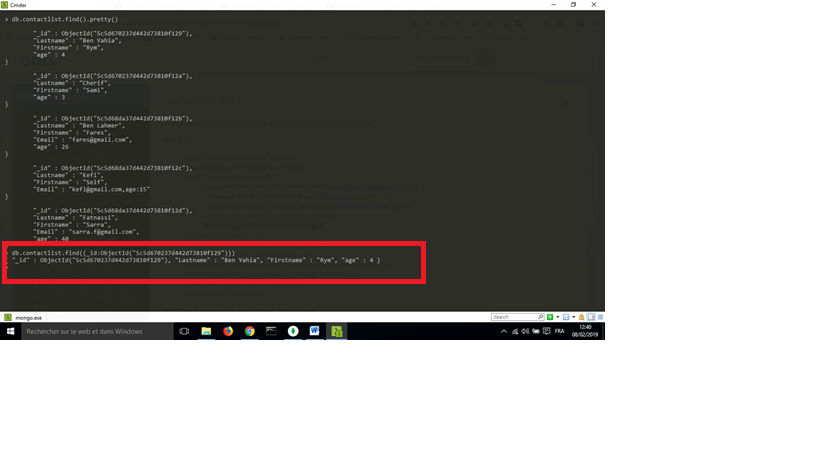 Cmder
> db.contactlist.find().pretty()
"_id" : ObjectId("5c5d670237d442d73810f129"),
"Lastname" : "Ben Yahia",
"Firstname" : "Rym",
"age" : 4
}
"_id" : ObjectId("5c5d670237d442d73810f12a"),
"Lastname" : "Cherif",
"Firstname" : "Sami",
"age" : 3
}
"_id" : ObjectId("5c5d68da37d442d73810f12b"),
"Lastname" : "Ben Lahmer",
"Firstname" : "Fares",
"Email" : "fares@gmail.com",
"age" : 26
}
"_id" : ObjectId("5c5d68da37d442d73810f12c"),
"Lastname" : "Kefi",
"Firstname" : "Seif",
"Email" : "kefi@gmail.com,age:15"
}
"_id" : ObjectId("5c5d68da37d442d73810f12d"),
"Lastname" : "Fatnassi",
"Firstname" : "Sarra",
"Email" : "sarra.f@gmail.com",
"age" : 40
db.contactlist.find({_id:ObjectId("5c5d670237d442d73810f129")})
"_id" : ObjectId("5c5d670237d442d73810f129"), "Lastname" : "Ben Yahia", "Firstname" : "Rym", "age" : 4 }
mongo.exe
Search
Rechercher sur le web et dans Windows
FRA
12:40
08/02/2019